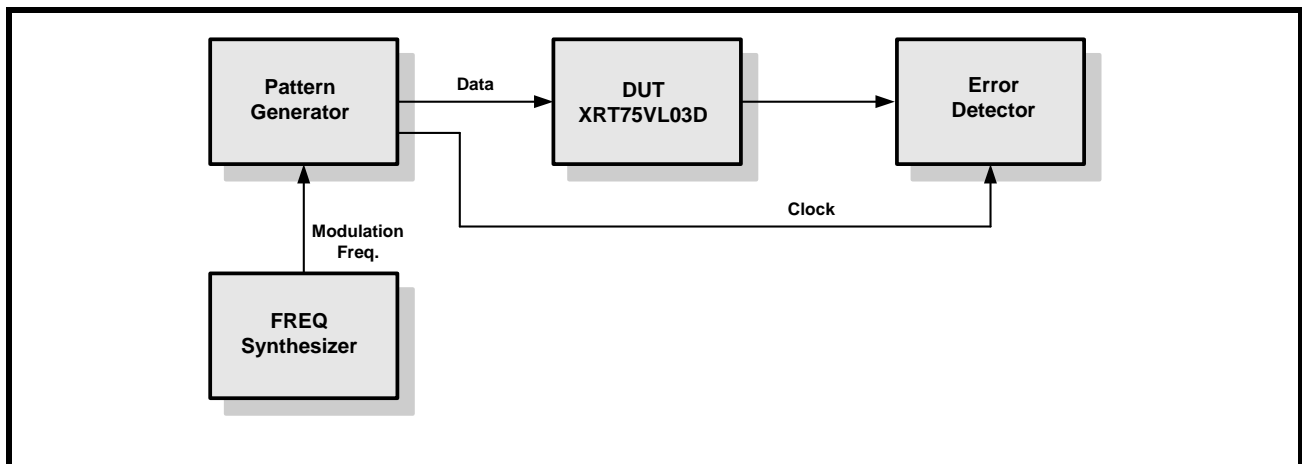 Pattern
Generator
Data
DUT
XRT75VL03D
Error
Detector
Clock
Modulation
Freq.
FREQ
Synthesizer